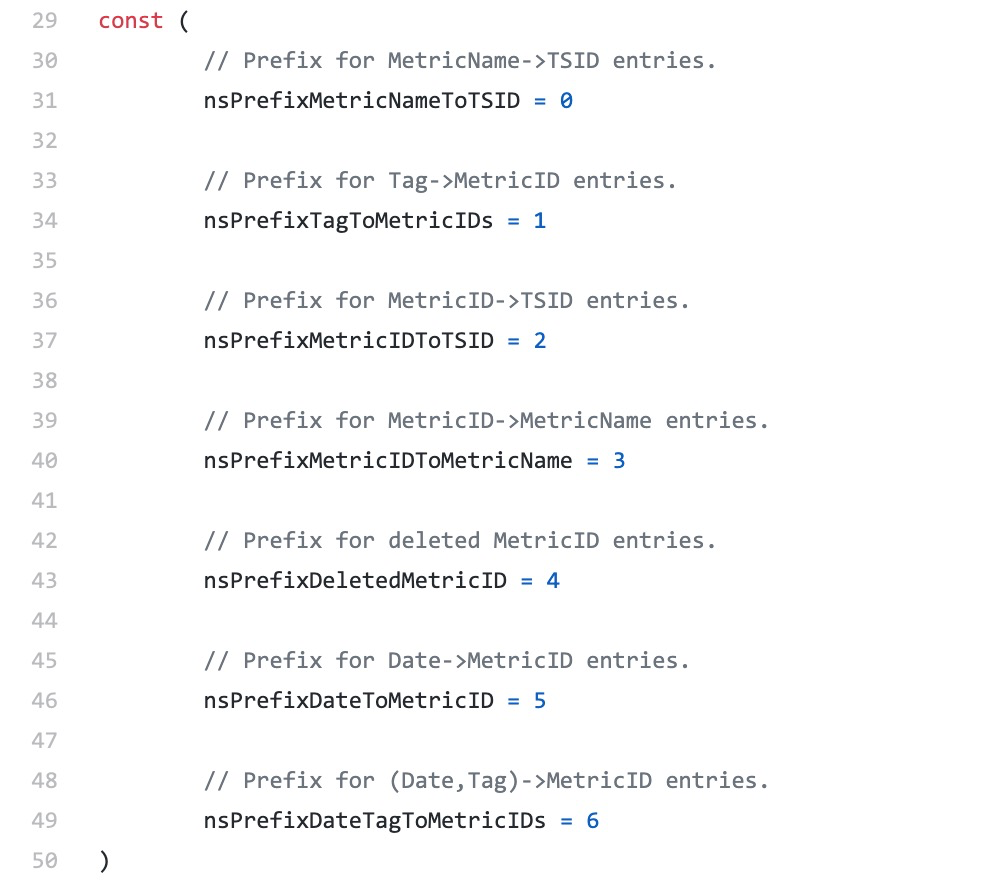 29 const (
30 // Prefix for MetricName->TSID entries.
31 nsPrefixMetricNameToTSID = 0
32
33 // Prefix for Tag->MetricID entries.
34 nsPrefixTagToMetricIDs = 1
35
36 // Prefix for MetricID->TSID entries.
37 nsPrefixMetricIDToTSID = 2
38
39 // Prefix for MetricID->MetricName entries.
40 nsPrefixMetricIDToMetricName = 3
41
42 // Prefix for deleted MetricID entries.
43 nsPrefixDeletedMetricID = 4
44
45 // Prefix for Date->MetricID entries.
46 nsPrefixDateToMetricID = 5
47
48 // Prefix for (Date,Tag)->MetricID entries.
49 nsPrefixDateTagToMetricIDs = 6
50 )